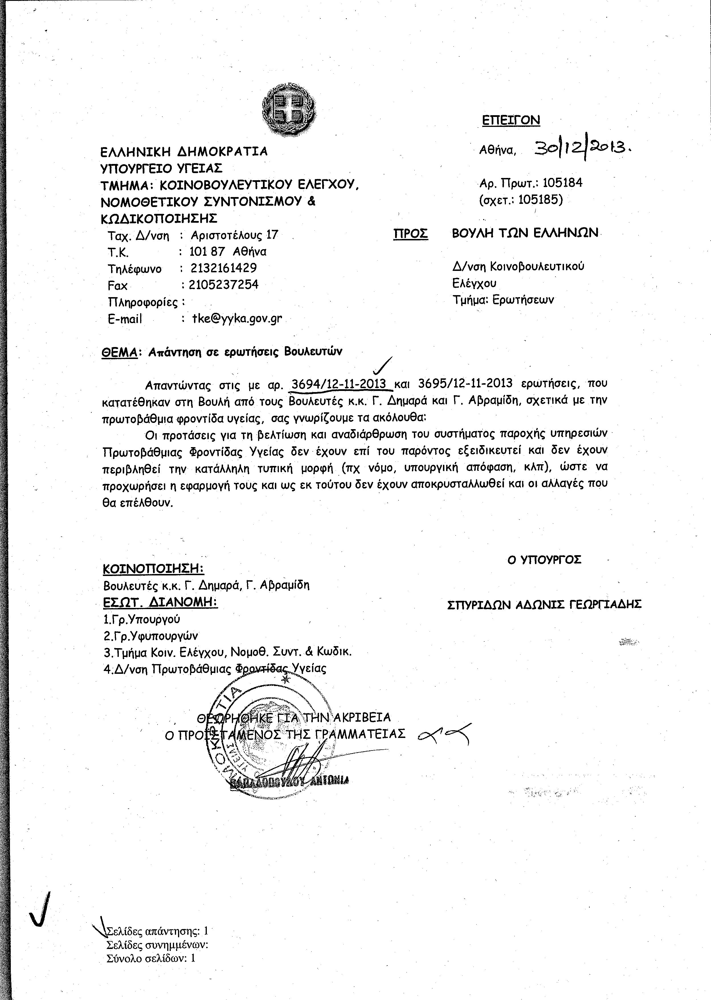 ΕΠΕΙΓΟΝ
ΕΛΛΗΝΙΚΗ ΔΗΜΟΚΡΑΤΙΑ
ΥΠΟΥΡΓΕΙΟ ΥΓΕΙΑΣ
ΤΜΗΜΑ: ΚΟΙΝΟΒΟΥΛΕΥΤΙΚΟΥ ΕΛΕΓΧΟΥ,
ΝΟΜΟΘΕΤΙΚΟΥ ΣΥΝΤΟΝΙΣΜΟΥ &
ΚΩΔΙΚΟΠΟΙΗΣΗΣ
Ταχ. Δ/νση : Αριστοτέλους 17
Τ.Κ. : 101 87 Αθήνα
Τηλέφωνο : 2132161429
Fax : 2105237254
Πληροφορίες :
E-mail : tke@yyka.gov.gr
Αθήνα, 30/12/2013.
Αρ. Πρωτ.: 105184
(σχετ.: 105185)
ΠΡΟΣ ΒΟΥΛΗ ΤΩΝ ΕΛΛΗΝΩΝ
Δ/νση Κοινοβουλευτικού
Ελέγχου
Τμήμα: Ερωτήσεων
ΘΕΜΑ: Απάντηση σε ερωτήσεις Βουλευτών
Απαντώντας στις με αρ. 3694/12-11-2013 και 3695/12-11-2013 ερωτήσεις, που
κατατέθηκαν στη Βουλή από τους Βουλευτές κ.κ. Γ. Δημαρά και Γ. Αβραμίδη, σχετικά με την
πρωτοβάθμια φροντίδα υγείας, σας γνωρίζουμε τα ακόλουθα:
Οι προτάσεις για τη βελτίωση και αναδιάρθρωση του συστήματος παροχής υπηρεσιών
Πρωτοβάθμιας Φροντίδας Υγείας δεν έχουν επί του παρόντος εξειδικευτεί και δεν έχουν
περιβληθεί την κατάλληλη τυπική μορφή (πχ νόμο, υπουργική απόφαση, κλπ), ώστε να
προχωρήσει η εφαρμογή τους και ως εκ τούτου δεν έχουν αποκρυσταλλωθεί και οι αλλαγές που
θα επέλθουν.
Ο ΥΠΟΥΡΓΟΣ
ΣΠΥΡΙΔΩΝ ΑΔΩΝΙΣ ΓΕΩΡΓΙΑΔΗΣ
ΚΟΙΝΟΠΟΙΗΣΗ:
Βουλευτές κ.κ. Γ. Δημαρά, Γ. Αβραμίδη
ΕΣΩΤ. ΔΙΑΝΟΜΗ:
1.Γρ.Υπουργού
2.Γρ.Υφυπουργών
3.Τμήμα Κοιν. Ελέγχου, Νομοθ. Συντ. & Κωδικ.
4.Δ/νση Πρωτοβάθμιας Φροντίδας Υγείας
ΘΕΩΡΗΘΗΚΕ ΓΙΑ ΤΗΝ ΑΚΡΙΒΕΙΑ
Ο ΠΡΟΪΣΤΑΜΕΝΟΣ ΤΗΣ ΓΡΑΜΜΑΤΕΙΑΣ
ΠΑΠΑΔΟΠΟΥΛΟΥ ΑΝΤΩΝΙΑ
Σελίδες απάντησης: 1
Σελίδες συνημμένων:
Σύνολο σελίδων: 1